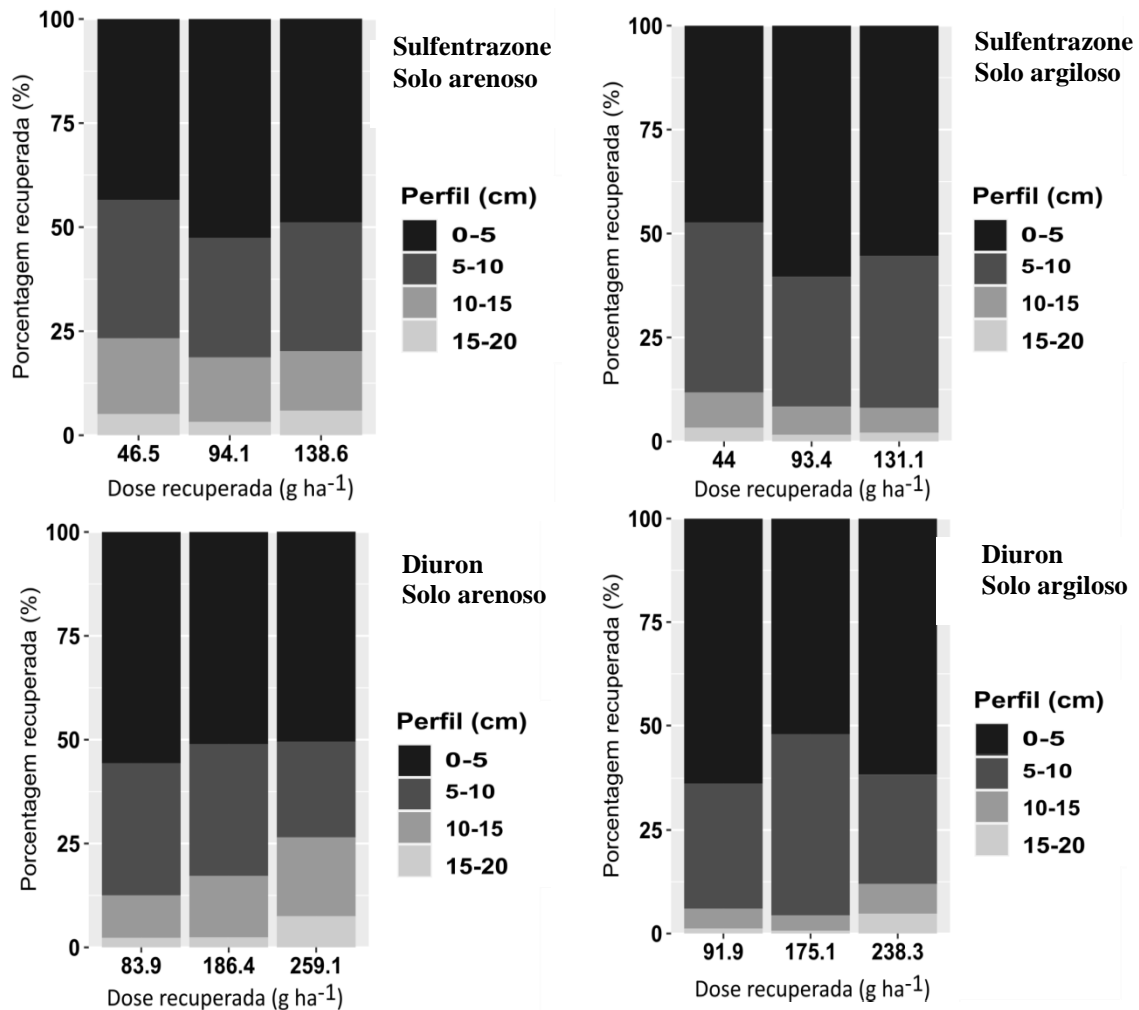 Sulfentrazone
Solo arenoso
Porcentagem recuperada (%)
100
75
50
25
0
46.5 94.1 138.6
Dose recuperada (g ha-1)
Perfil (cm)
0-5
5-10
10-15
15-20
Sulfentrazone
Solo argiloso
Porcentagem recuperada (%)
100
75
50
25
0
44 93.4 131.1
Dose recuperada (g ha-1)
Perfil (cm)
0-5
5-10
10-15
15-20
Diuron
Solo arenoso
Porcentagem recuperada (%)
100
75
50
25
0
83.9 186.4 259.1
Dose recuperada (g ha-1)
Perfil (cm)
0-5
5-10
10-15
15-20
Diuron
Solo argiloso
Porcentagem recuperada (%)
100
75
50
25
0
91.9 175.1 238.3
Dose recuperada (g ha-1)
Perfil (cm)
0-5
5-10
10-15
15-20